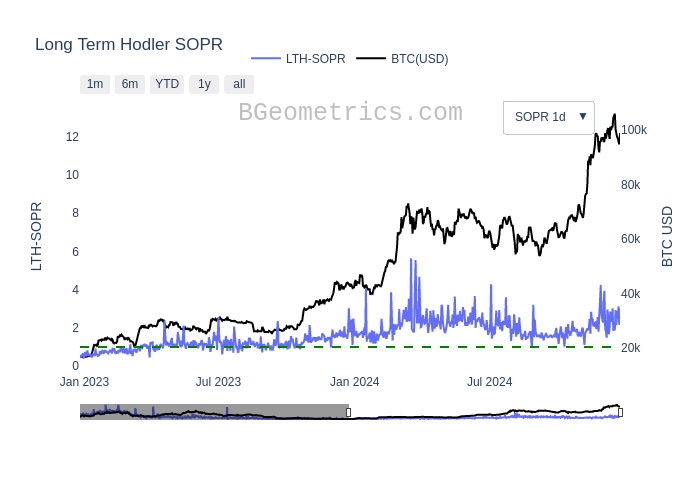 Long Term Hodler SOPR
LTH-SOPR
BTC(USD)
1m
6m
YTD
1y
all
BGeometrics.com
SOPR 1d ▼
LTH-SOPR
12
10
8
6
4
2
0
BTC USD
100k
80k
60k
40k
20k
Jan 2023
Jul 2023
Jan 2024
Jul 2024